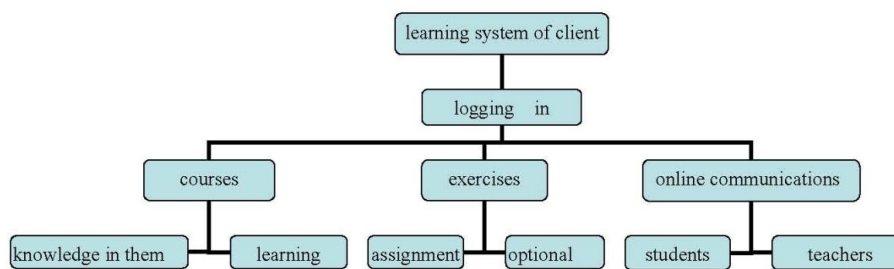 learning system of client
logging in
courses
exercises
online communications
knowledge in them
learning
assignment
optional
students
teachers